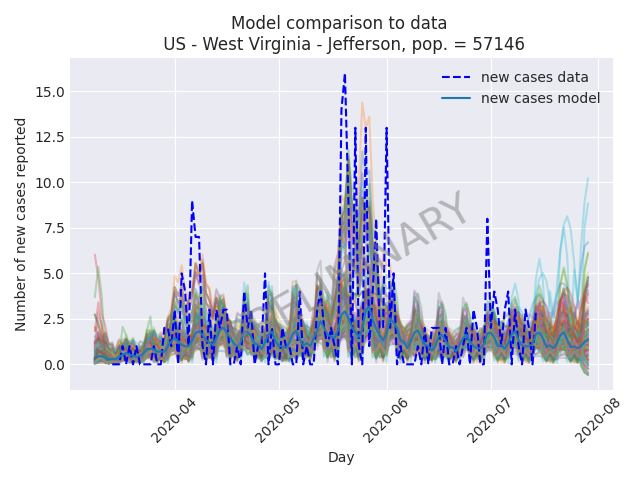 Model comparison to data
US - West Virginia - Jefferson, pop. = 57146
new cases data
new cases model
Number of new cases reported
15.0
12.5
10.0
7.5
5.0
2.5
0.0
2020-04
2020-05
2020-06
2020-07
2020-08
Day